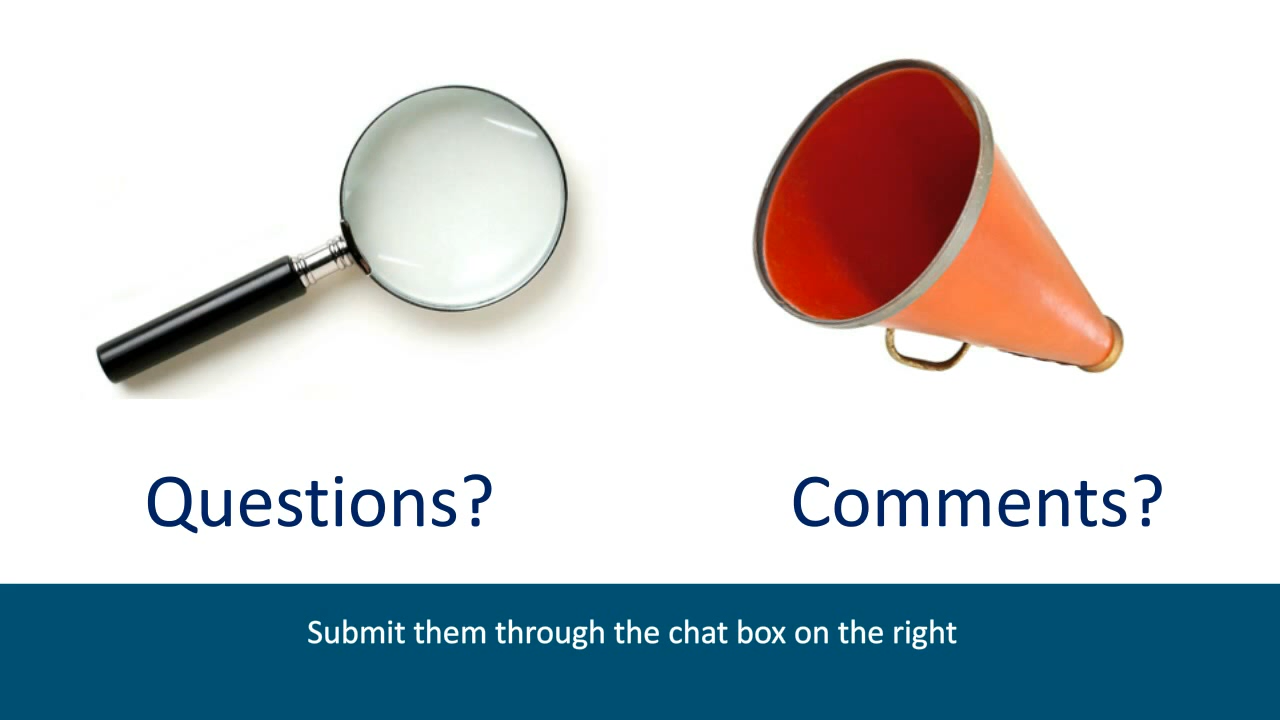 Questions?
Comments?
Submit them through the chat box on the right